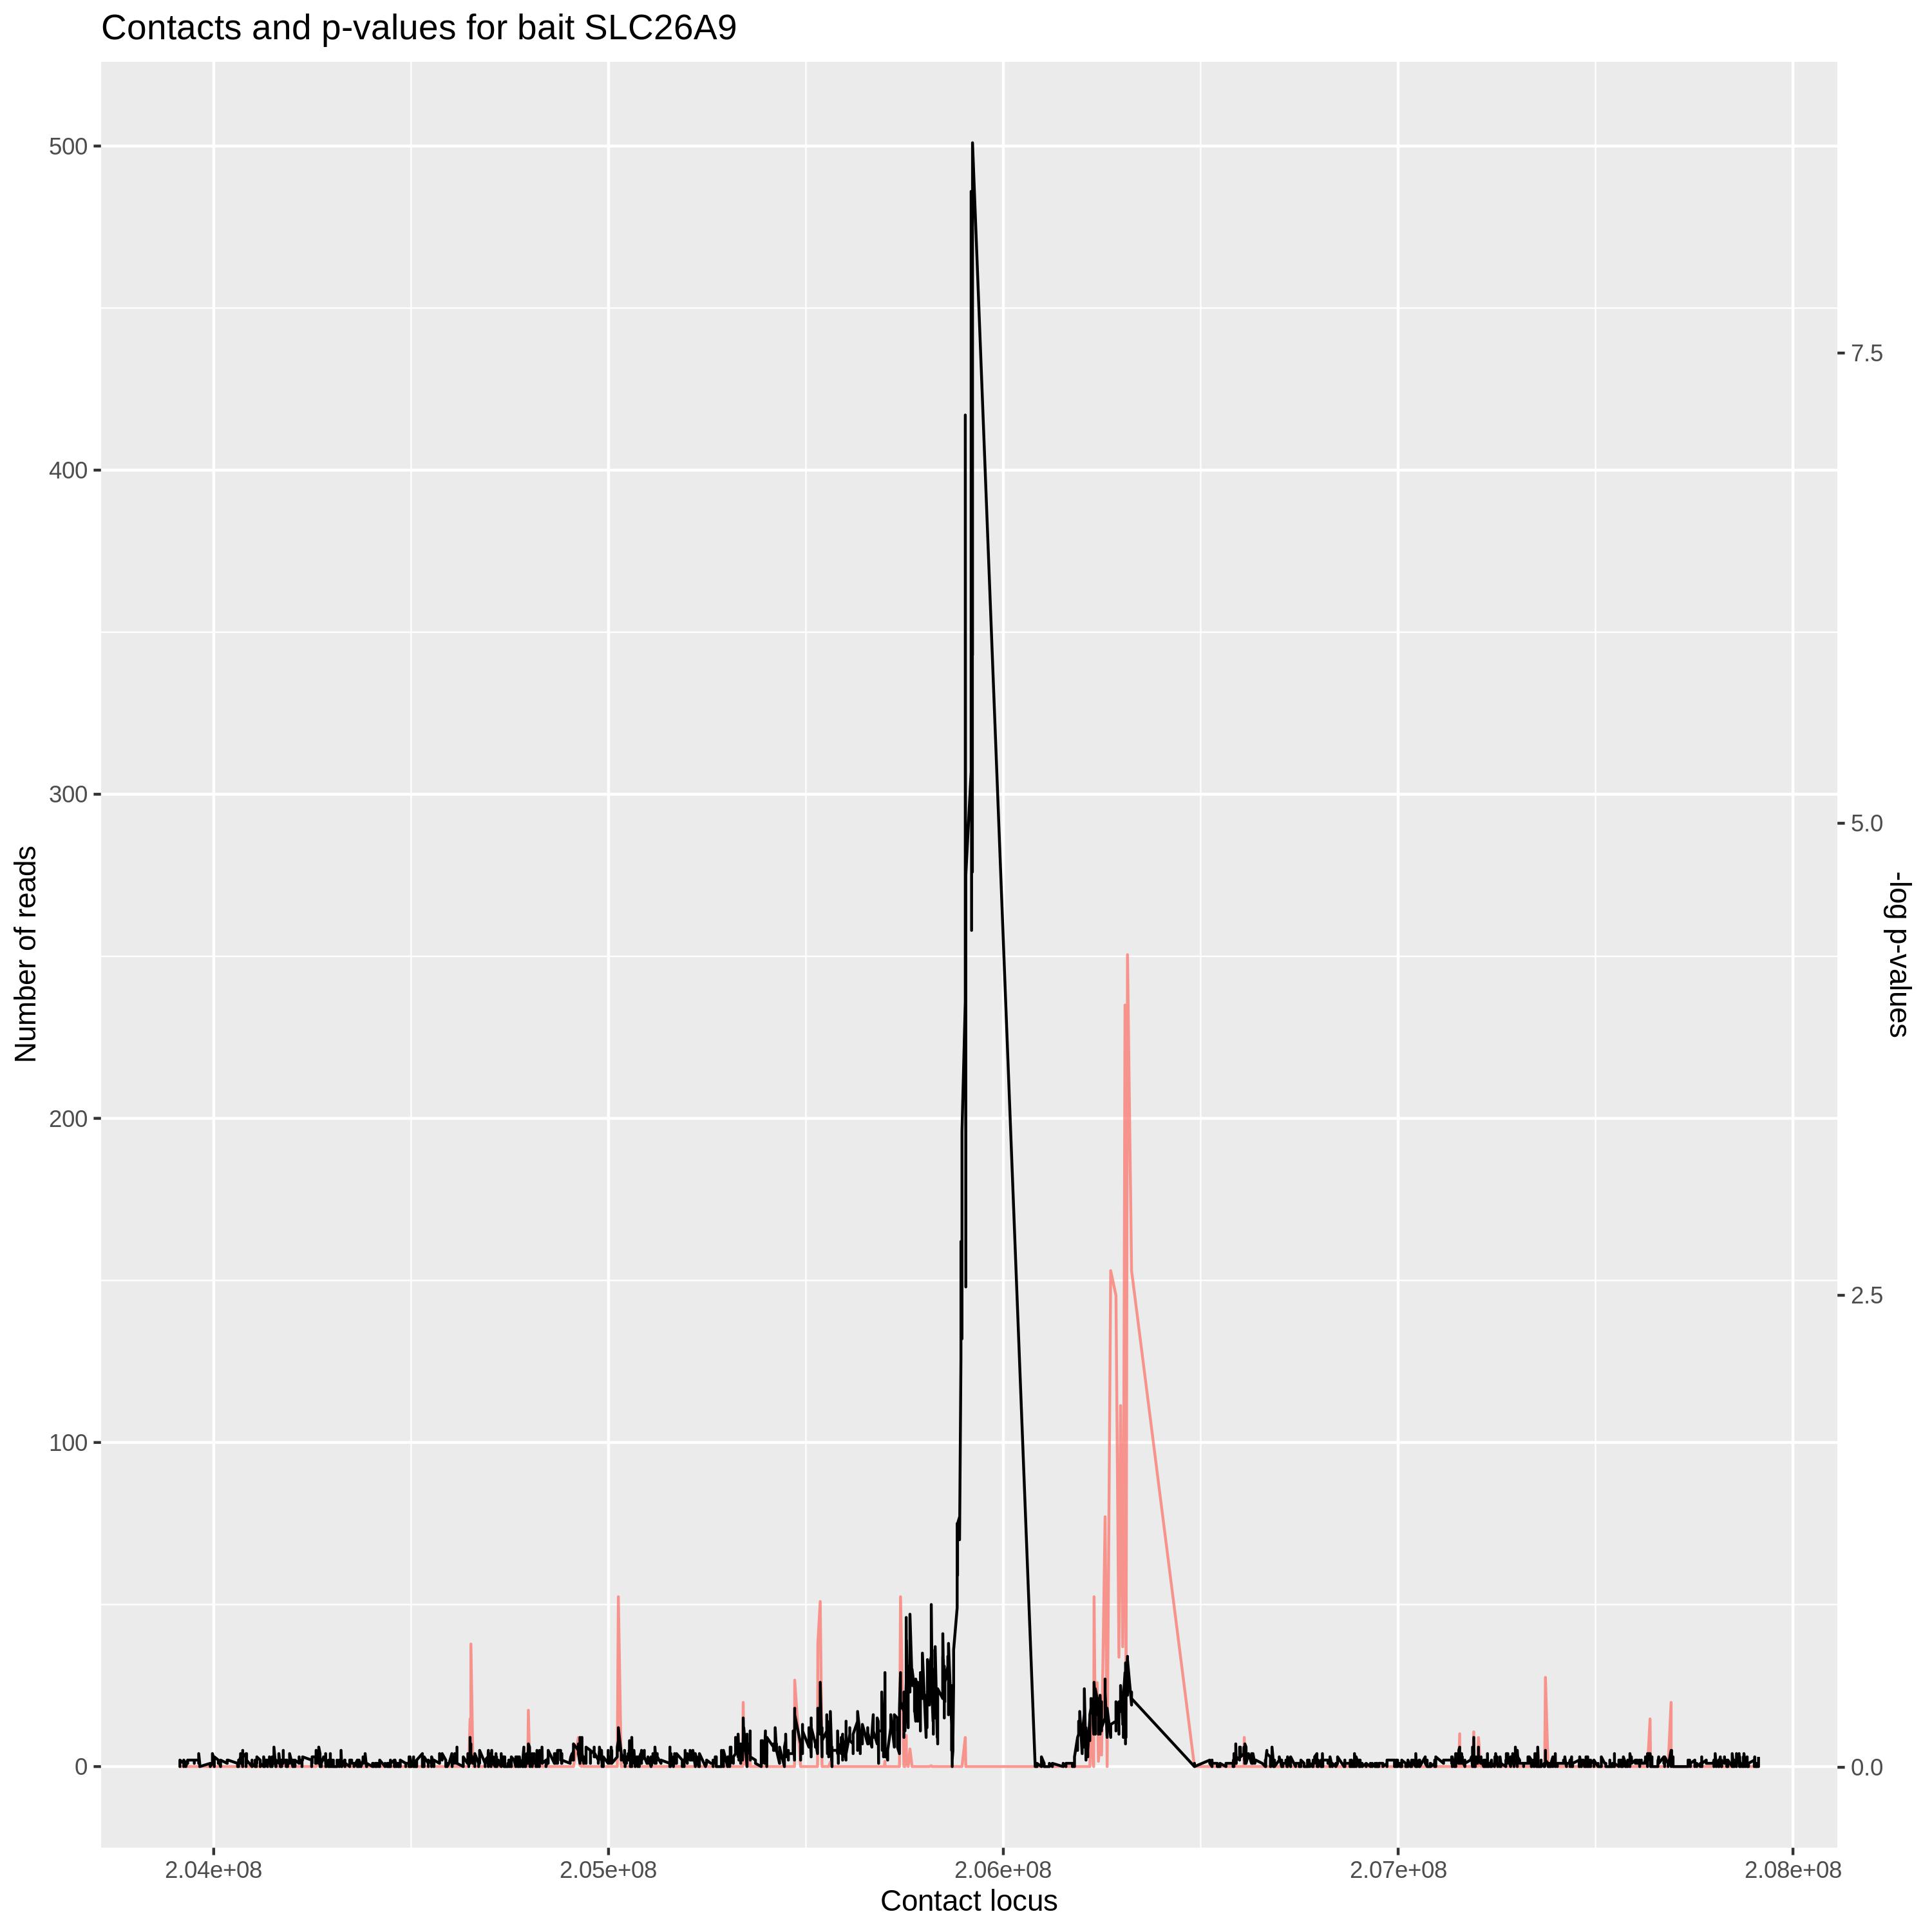 Contacts and p-values for bait SLC26A9
500
400
300
200
100
0
Number of reads
7.5
5.0
2.5
0.0
-log p-values
2.04e+08
2.05e+08
2.06e+08
2.07e+08
2.08e+08
Contact locus